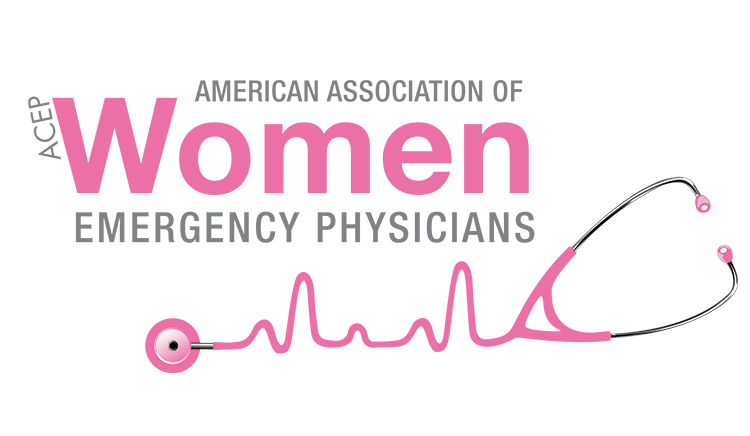 ACEP
AMERICAN ASSOCIATION OF
Women
EMERGENCY PHYSICIANS